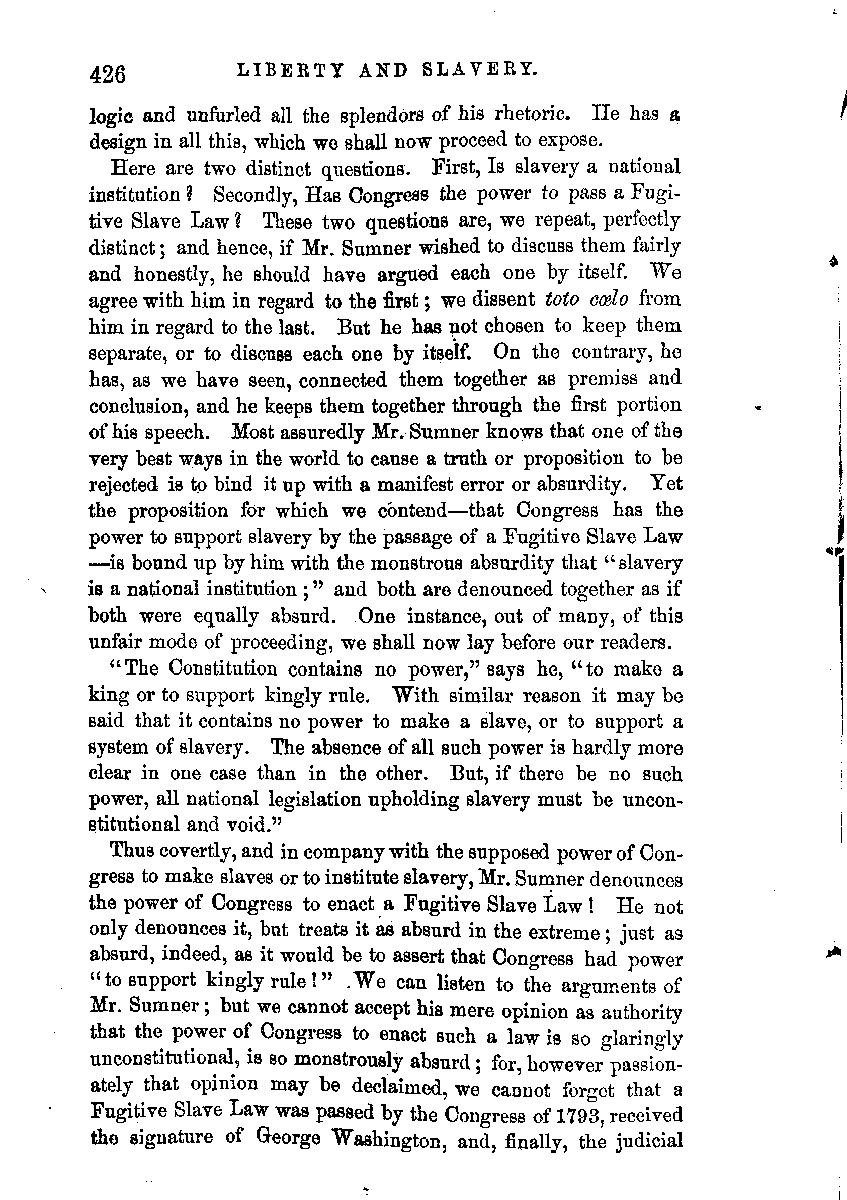 426 LIBERTY AND SLAVERY.
logic and unfurled all the splendors of his rhetoric. He has a
design in all this, which we shall now proceed to expose.
Here are two distinct questions. First, Is slavery a national
institution? Secondly, Has Congress the power to pass a Fugi-
tive Slave Law? These two questions are, we repeat, perfectly
distinct; and hence, if Mr. Sumner wished to discuss them fairly
and honestly, he should have argued each one by itself. We
agree with him in regard to the first; we dissent toto cœlo from
him in regard to the last. But he has not chosen to keep them
separate, or to discuss each one by itself. On the contrary, he
has, as we have seen, connected them together as premiss and
conclusion, and he keeps them together through the first portion
of his speech. Most assuredly Mr. Sumner knows that one of the
very best ways in the world to cause a truth or proposition to be
rejected is to bind it up with a manifest error or absurdity. Yet
the proposition for which we contend—that Congress has the
power to support slavery by the passage of a Fugitive Slave Law
—is bound up by him with the monstrous absurdity that "slavery
is a national institution;" and both are denounced together as if
both were equally absurd. One instance, out of many, of this
unfair mode of proceeding, we shall now lay before our readers.
"The Constitution contains no power," says he, "to make a
king or to support kingly rule. With similar reason it may be
said that it contains no power to make a slave, or to support a
system of slavery. The absence of all such power is hardly more
clear in one case than in the other. But, if there be no such
power, all national legislation upholding slavery must be uncon-
stitutional and void."
Thus covertly, and in company with the supposed power of Con-
gress to make slaves or to institute slavery, Mr. Sumner denounces
the power of Congress to enact a Fugitive Slave Law! He not
only denounces it, but treats it as absurd in the extreme; just as
absurd, indeed, as it would be to assert that Congress had power
"to support kingly rule!" We can listen to the arguments of
Mr. Sumner; but we cannot accept his mere opinion as authority
that the power of Congress to enact such a law is so glaringly
unconstitutional, is so monstrously absurd; for, however passion-
ately that opinion may be declaimed, we cannot forget that a
Fugitive Slave Law was passed by the Congress of 1793, received
the signature of George Washington, and, finally, the judicial